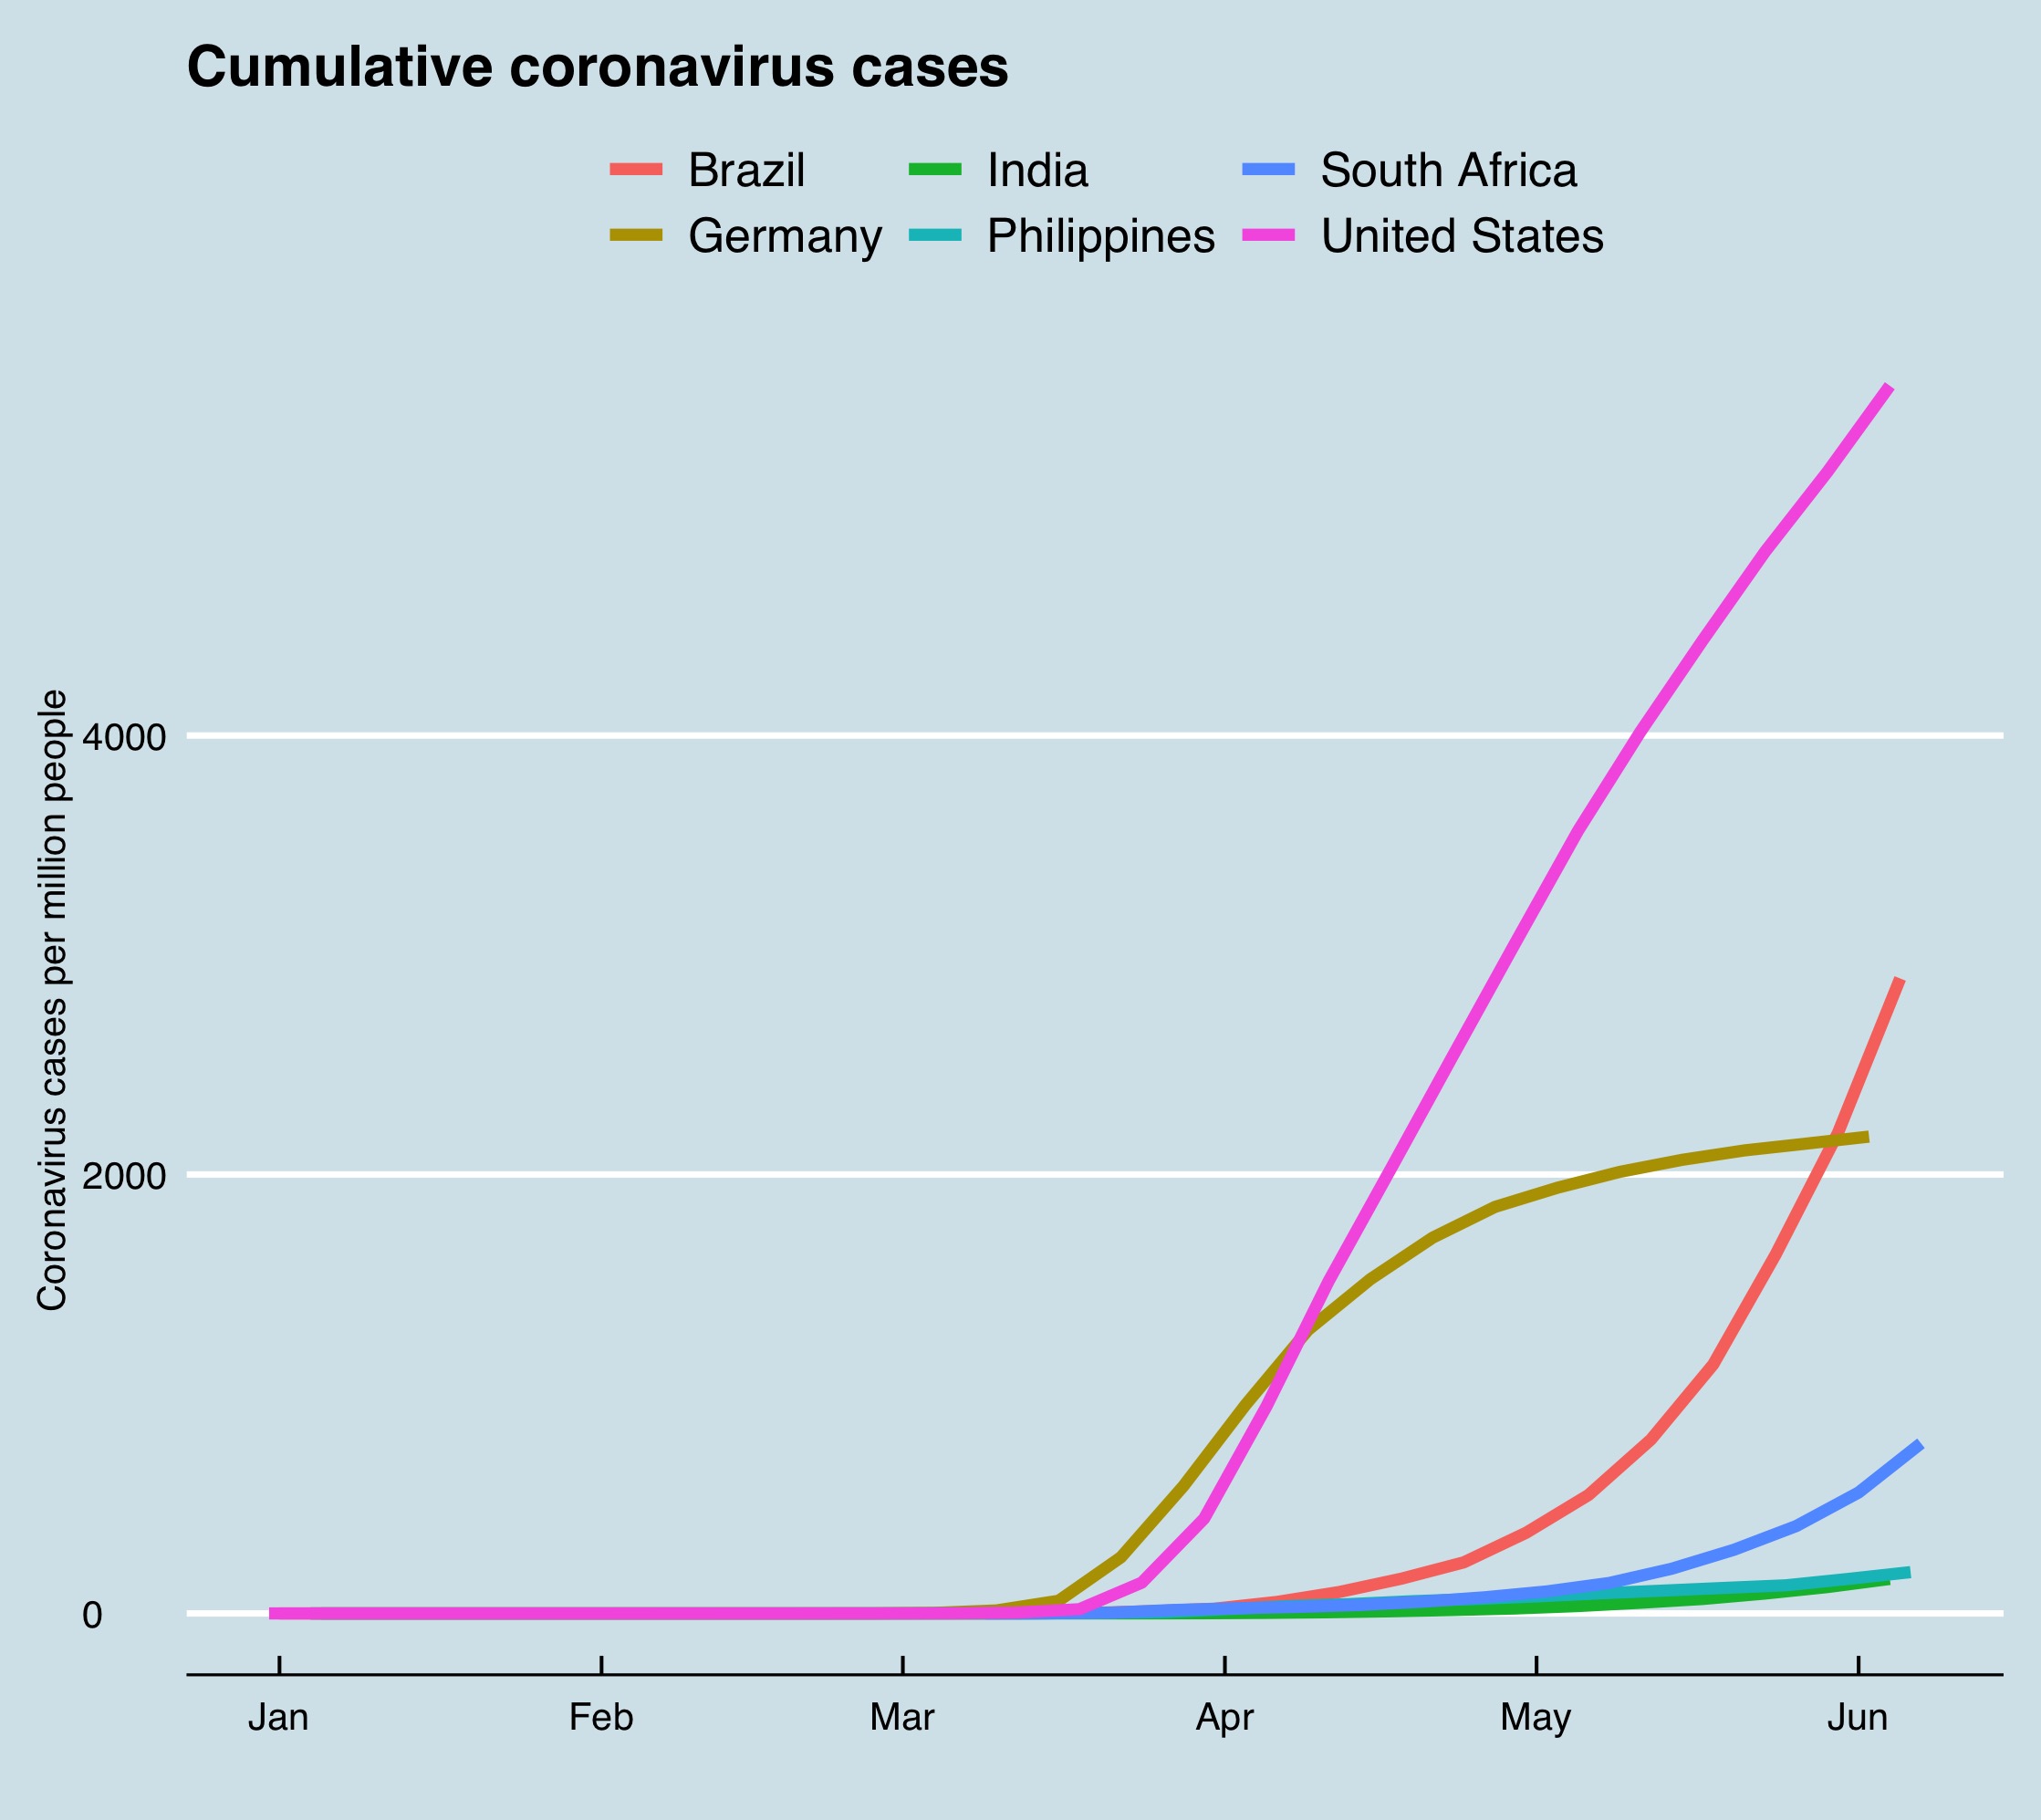 Cumulative coronavirus cases
Brazil India South Africa
Germany Philippines United States
Coronavirus cases per million people
4000
2000
0
Jan Feb Mar Apr May Jun